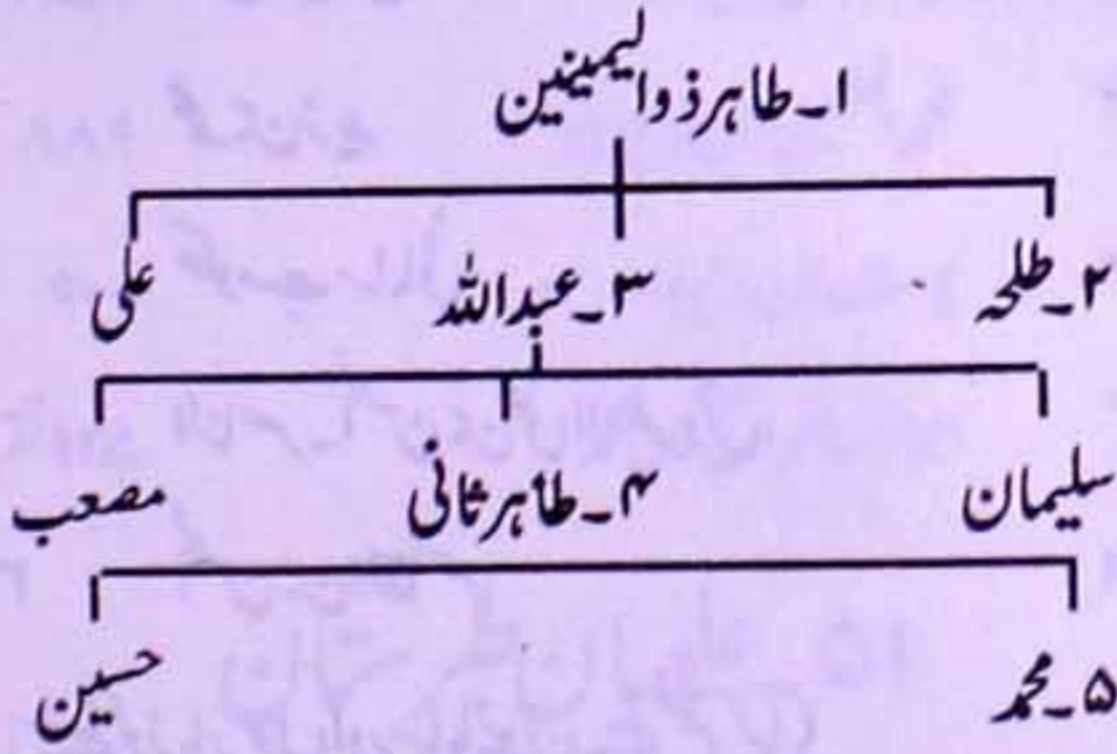 ۱۔ طاہر ذوالیمینین
۲۔ طلحہ ۳۔ عبداللہ علی
سلیمان ۴۔ طاہر ثانی مصعب
۵۔ محمد حسین